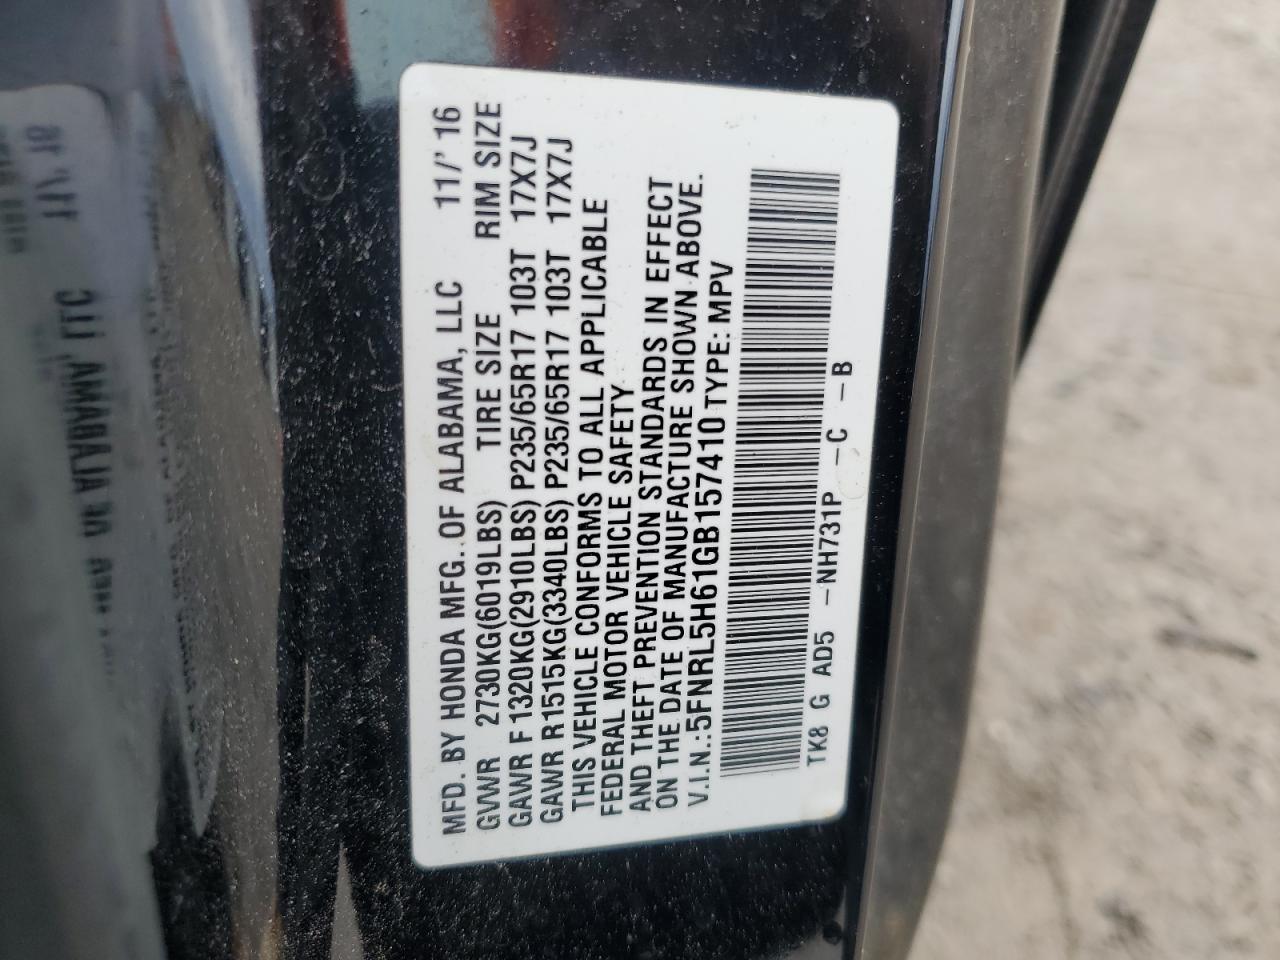 MFD. BY HONDA MFG. OF ALABAMA, LLC 11/'16
GVWR 2730KG(6019LBS) TIRE SIZE RIM SIZE
GAWR F 1320KG(2910LBS) P235/65R17 103T 17X7J
GAWR R1515KG(3340LBS) P235/65R17 103T 17X7J
THIS VEHICLE CONFORMS TO ALL APPLICABLE
FEDERAL MOTOR VEHICLE SAFETY
AND THEFT PREVENTION STANDARDS IN EFFECT
ON THE DATE OF MANUFACTURE SHOWN ABOVE.
V.I.N.:5FNRL5H61GB157410 TYPE: MPV
TK8 G AD5 -NH731P -C -B